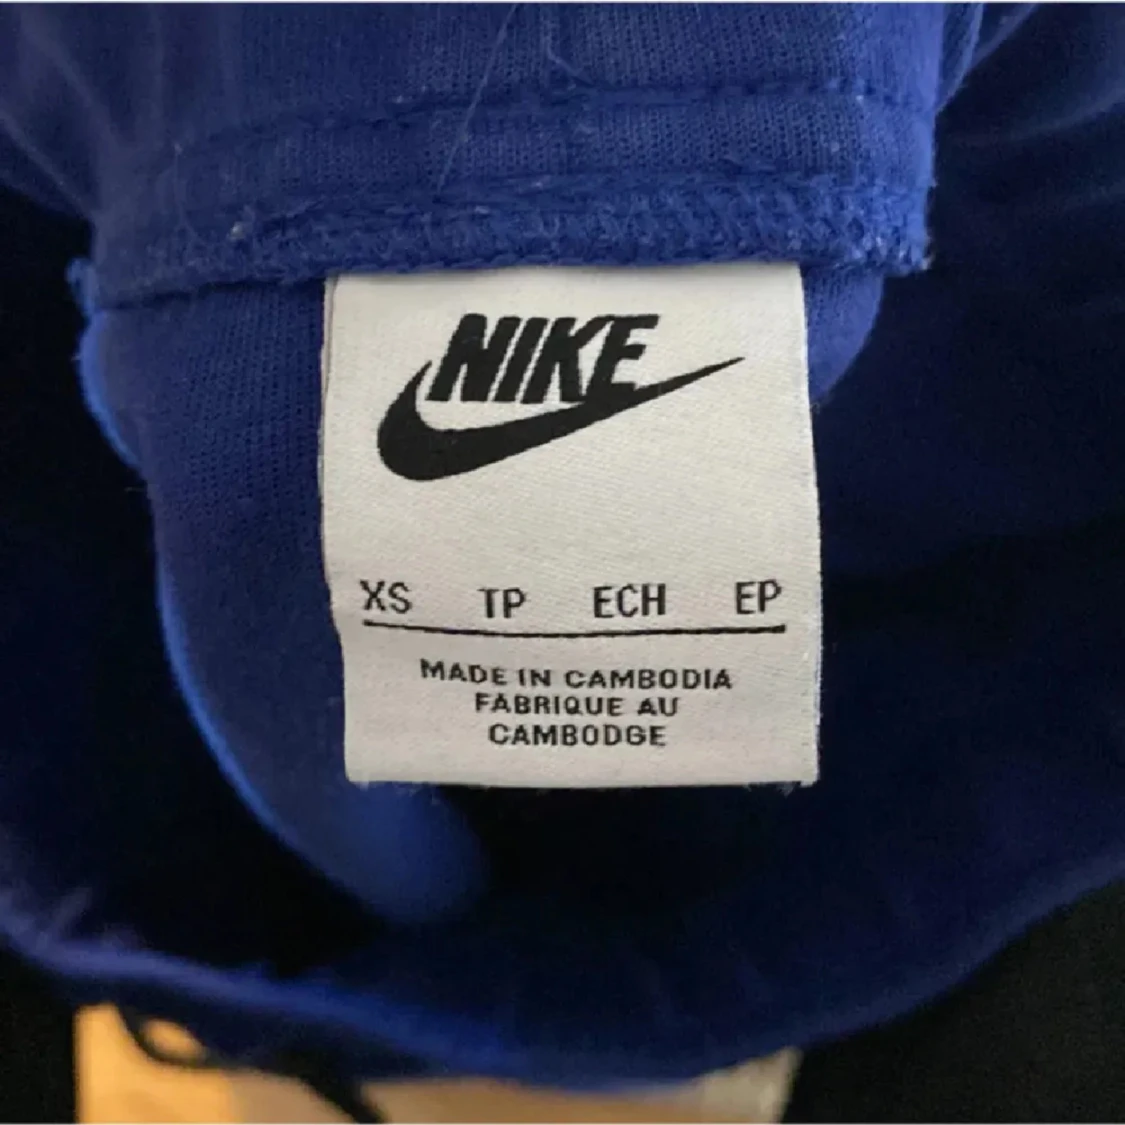 NIKE
XS TP ECH EP
MADE IN CAMBODIA
FABRIQUE AU
CAMBODGE